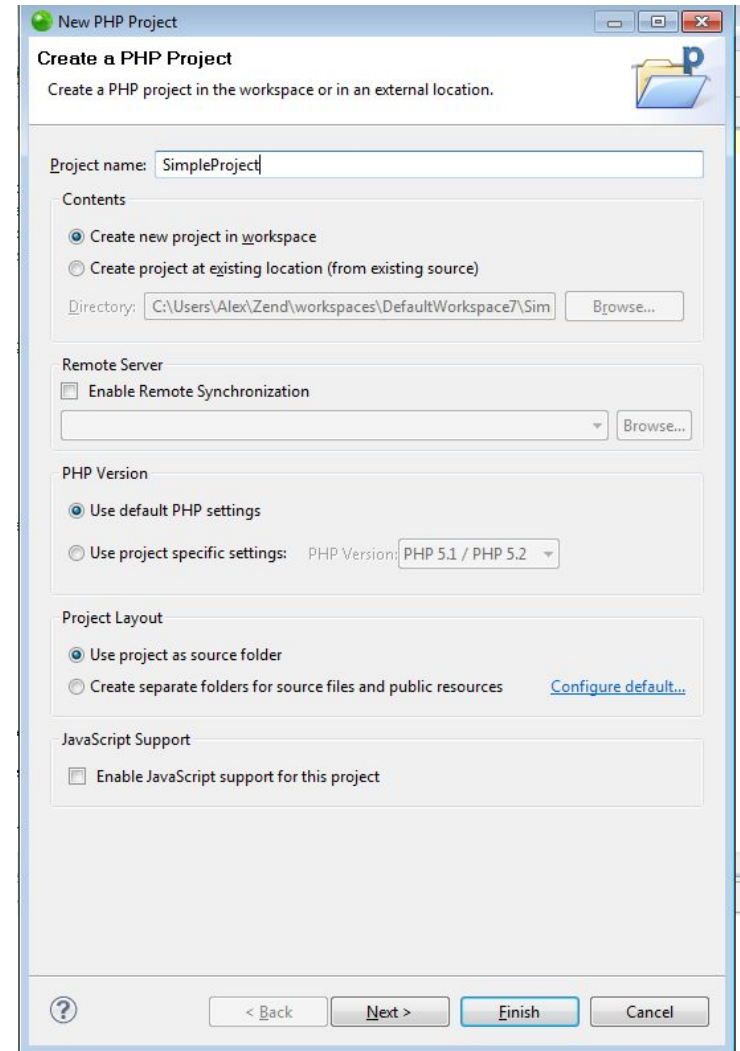 New PHP Project
Create a PHP Project
Create a PHP project in the workspace or in an external location.
p
Project name: SimpleProject
Contents
Create new project in workspace
Create project at existing location (from existing source)
Directory: C:\Users\Alex\Zend\workspaces\DefaultWorkspace7\Sim Browse...
Remote Server
Enable Remote Synchronization
Browse...
PHP Version
Use default PHP settings
Use project specific settings: PHP Version: PHP 5.1 / PHP 5.2
Project Layout
Use project as source folder
Create separate folders for source files and public resources Configure default...
JavaScript Support
Enable JavaScript support for this project
? < Back Next > Finish Cancel